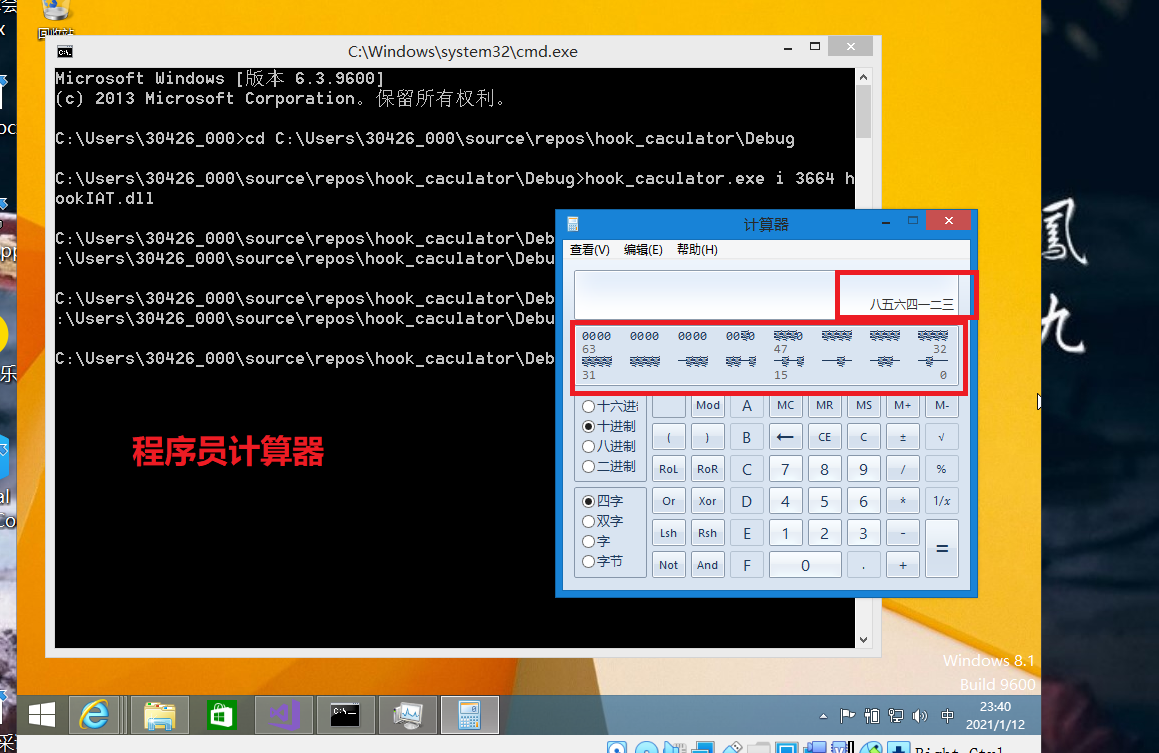 回收站
C:\Windows\system32\cmd.exe
Microsoft Windows [版本 6.3.9600]
(c) 2013 Microsoft Corporation。保留所有权利。
C:\Users\30426_000>cd C:\Users\30426_000\source\repos\hook_caculator\Debug
C:\Users\30426_000\source\repos\hook_caculator\Debug>hook_caculator.exe i 3664 h
ookIAT.dll
C:\Users\30426_000\source\repos\hook_caculator\Deb
:\Users\30426_000\source\repos\hook_caculator\Debu
C:\Users\30426_000\source\repos\hook_caculator\Deb
:\Users\30426_000\source\repos\hook_caculator\Debu
C:\Users\30426_000\source\repos\hook_caculator\Deb
程序员计算器
计算器
查看(V) 编辑(E) 帮助(H)
八五六四一二三
0000 0000 0000
63 47 32
31 15 0
十六进制
十进制
八进制
二进制
四字
双字
字
字节
Mod A MC MR MS M+ M-
( ) B ← CE C ± √
RoL RoR C 7 8 9 / %
Or Xor D 4 5 6 * 1/x
Lsh Rsh E 1 2 3 - =
Not And F 0 . +
Windows 8.1
Build 9600
中
23:40
2021/1/12
凤
九
Right Ctrl